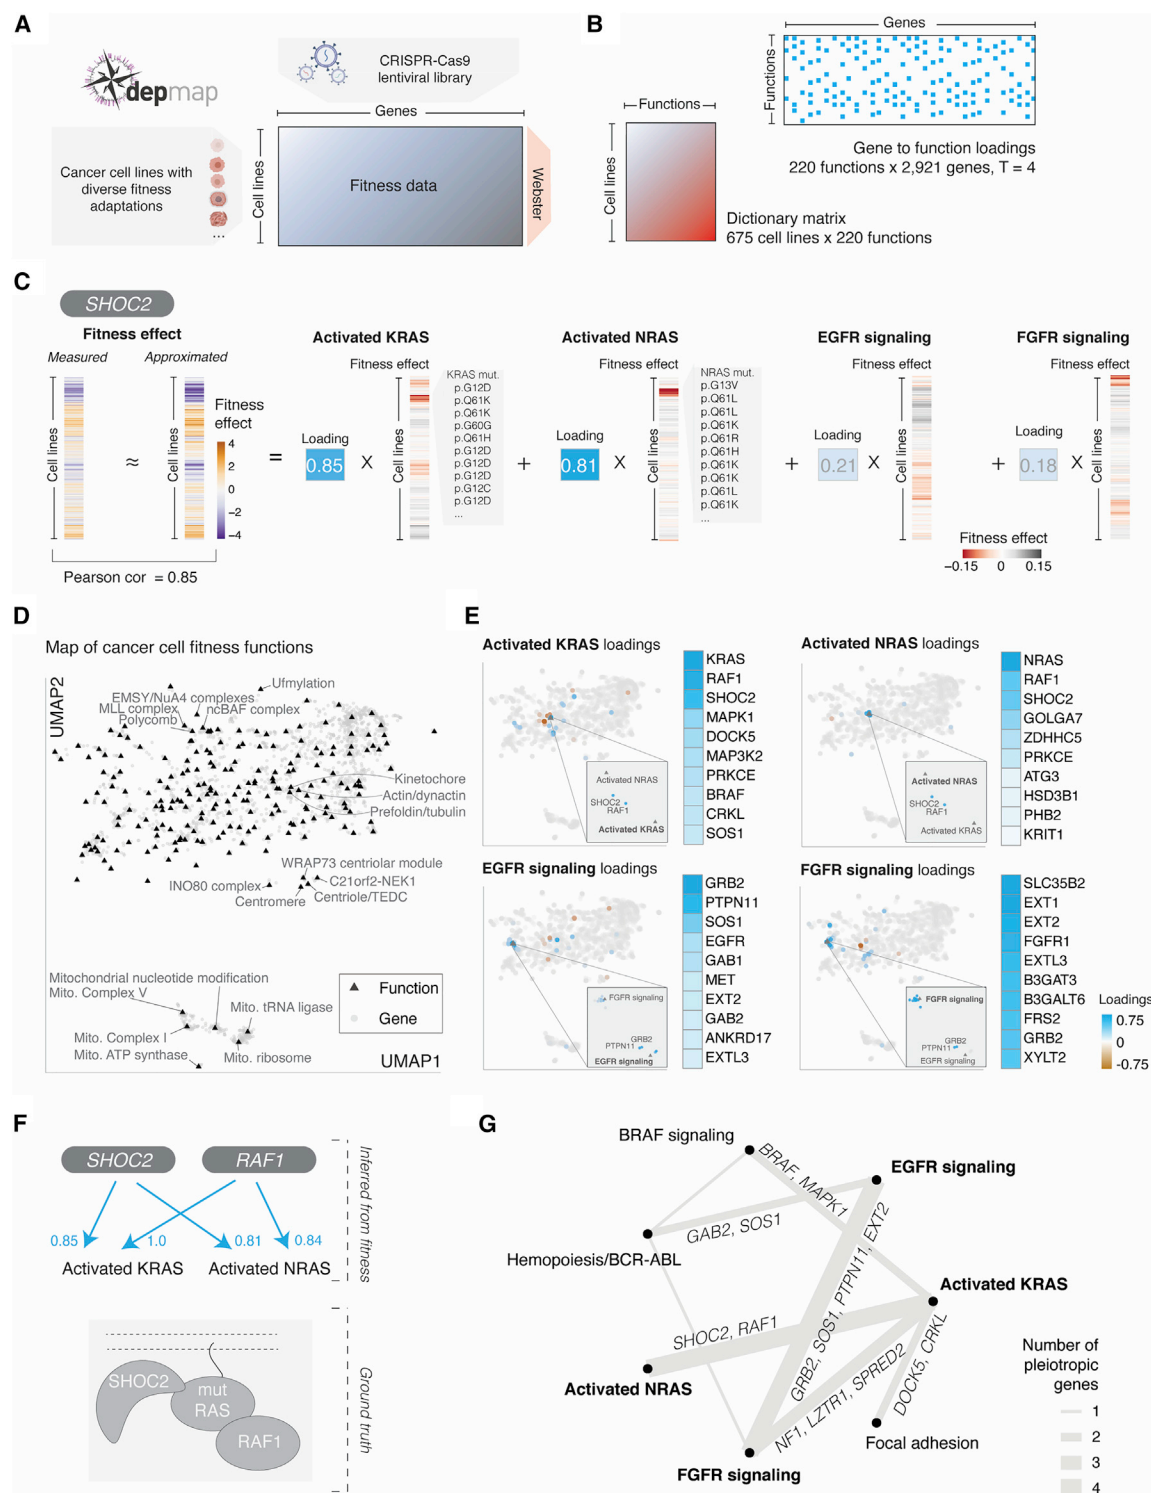 A
depmap
CRISPR-Cas9
lentiviral library
Genes
Cancer cell lines with
diverse fitness
adaptations
...
Cell lines
Fitness data
Webster
B
Genes
Functions
Functions
Cell lines
Gene to function loadings
220 functions x 2,921 genes, T = 4
Dictionary matrix
675 cell lines x 220 functions
C
SHOC2
Fitness effect
Measured
Approximated
Cell lines
≈
Cell lines
Fitness
effect
4
2
0
−2
−4
Pearson cor = 0.85
=
Activated KRAS
Fitness effect
Loading
0.85
X
Cell lines
KRAS mut.
p.G12D
p.Q61K
p.Q61K
p.G60G
p.Q61H
p.G12D
p.G12D
p.G12D
p.G12C
p.G12D
...
+
Activated NRAS
Fitness effect
Loading
0.81
X
Cell lines
NRAS mut.
p.G13V
p.Q61L
p.Q61L
p.Q61K
p.Q61R
p.Q61H
p.Q61K
p.Q61K
p.Q61L
p.Q61K
...
+
EGFR signaling
Fitness effect
Loading
0.21
X
Cell lines
+
FGFR signaling
Fitness effect
Loading
0.18
X
Cell lines
Fitness effect
−0.15 0 0.15
D
Map of cancer cell fitness functions
UMAP2
Ufmylation
EMSY/NuA4 complexes
MLL complex
ncBAF complex
Polycomb
Kinetochore
Actin/dynactin
Prefoldin/tubulin
WRAP73 centriolar module
INO80 complex
C21orf2-NEK1
Centromere
Centriole/TEDC
Mitochondrial nucleotide modification
Mito. Complex V
Mito. tRNA ligase
Mito. Complex I
Mito. ATP synthase
Mito. ribosome
Function
Gene
UMAP1
E
Activated KRAS loadings
Activated NRAS
SHOC2
RAF1
Activated KRAS
KRAS
RAF1
SHOC2
MAPK1
DOCK5
MAP3K2
PRKCE
BRAF
CRKL
SOS1
Activated NRAS loadings
Activated NRAS
SHOC2
RAF1
Activated KRAS
NRAS
RAF1
SHOC2
GOLGA7
ZDHHC5
PRKCE
ATG3
HSD3B1
PHB2
KRIT1
EGFR signaling loadings
FGFR signaling
GRB2
PTPN11
EGFR signaling
GRB2
PTPN11
SOS1
EGFR
GAB1
MET
EXT2
GAB2
ANKRD17
EXTL3
FGFR signaling loadings
FGFR signaling
GRB2
PTPN11
EGFR signaling
SLC35B2
EXT1
EXT2
FGFR1
EXTL3
B3GAT3
B3GALT6
FRS2
GRB2
XYLT2
Loadings
0.75
0
-0.75
F
SHOC2
RAF1
0.85
1.0
0.81
0.84
Activated KRAS
Activated NRAS
Inferred from fitness
SHOC2
mut
RAS
RAF1
Ground truth
G
BRAF signaling
EGFR signaling
BRAF, MAPK1
GAB2, SOS1
Hemopoiesis/BCR-ABL
GRB2, SOS1, PTPN11, EXT2
Activated KRAS
SHOC2, RAF1
Activated NRAS
NF1, LZTR1, SPRED2
DOCK5, CRKL
Focal adhesion
FGFR signaling
Number of
pleiotropic
genes
1
2
3
4